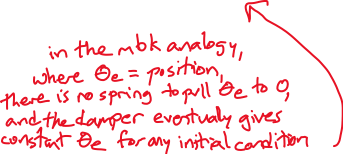 in the mbk analogy,
where θe = position,
there is no spring to pull θe to 0,
and the damper eventualy gives
constant θe for any initial condition